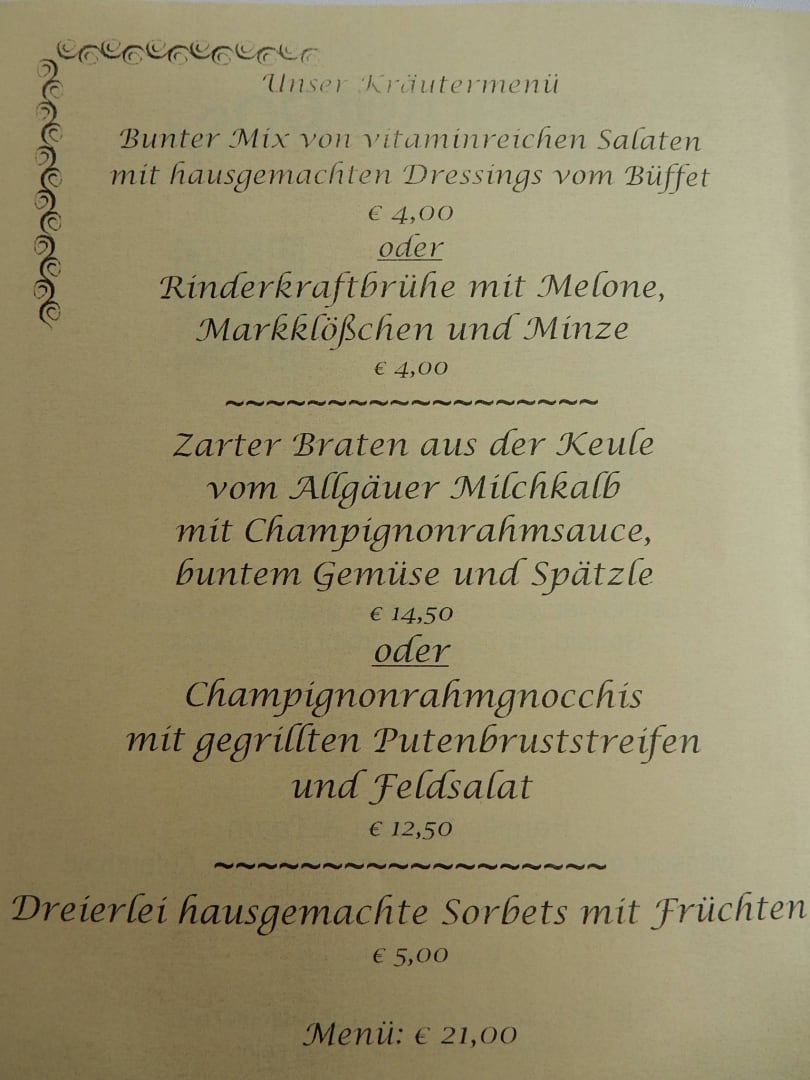 Unser Kräutermenü
Bunter Mix von vitaminreichen Salaten
mit hausgemachten Dressings vom Büffet
€ 4,00
oder
Rinderkraftbrühe mit Melone,
Markklößchen und Minze
€ 4,00
~~~~~~~~~~~~~~~~~~
Zarter Braten aus der Keule
vom Allgäuer Milchkalb
mit Champignonrahmsauce,
buntem Gemüse und Spätzle
€ 14,50
oder
Champignonrahmgnocchis
mit gegrillten Putenbruststreifen
und Feldsalat
€ 12,50
~~~~~~~~~~~~~~~~~~~
Dreierlei hausgemachte Sorbets mit Früchten
€ 5,00
Menü: € 21,00